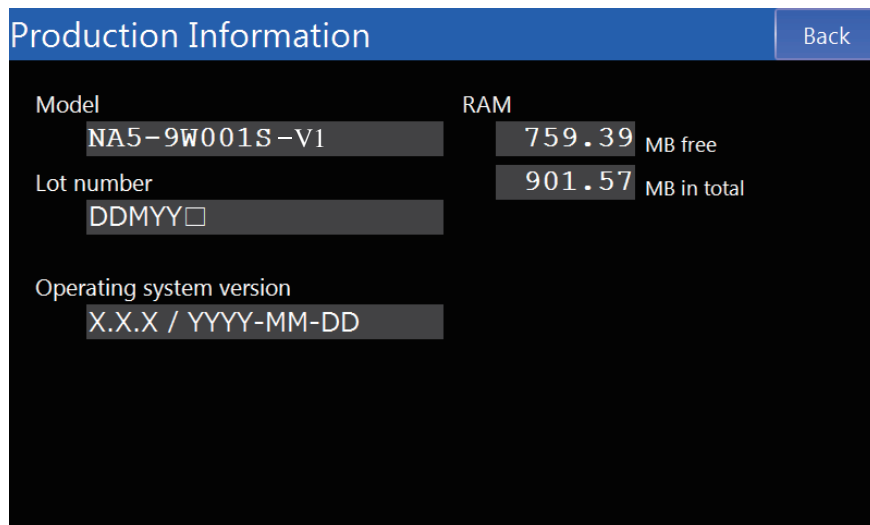 Production Information
Back
Model
NA5-9W001S-V1
Lot number
DDMYY□
Operating system version
X.X.X / YYYY-MM-DD
RAM
759.39 MB free
901.57 MB in total